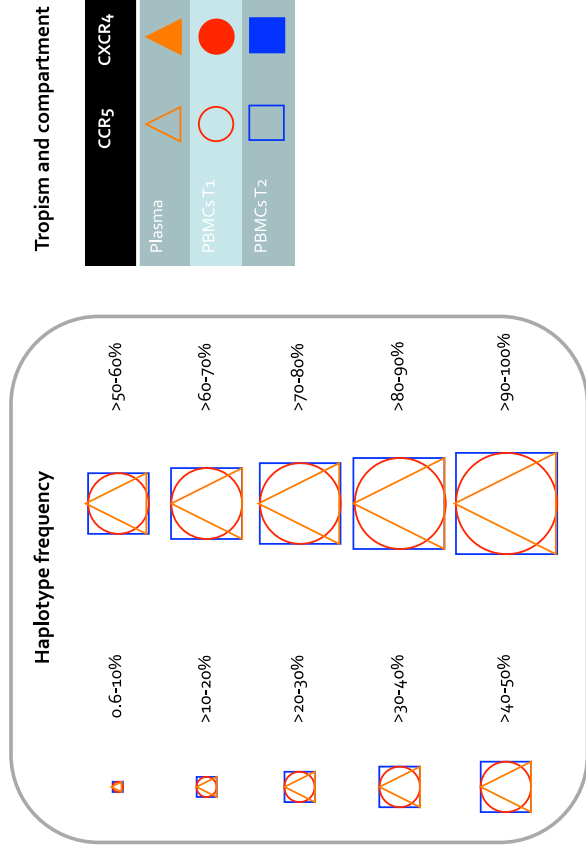 Haplotype frequency
0.6-10%
>50-60%
>10-20%
>60-70%
>20-30%
>70-80%
>30-40%
>80-90%
>40-50%
>90-100%
Tropism and compartment
CCR5 CXCR4
Plasma
PBMCs T1
PBMCs T2